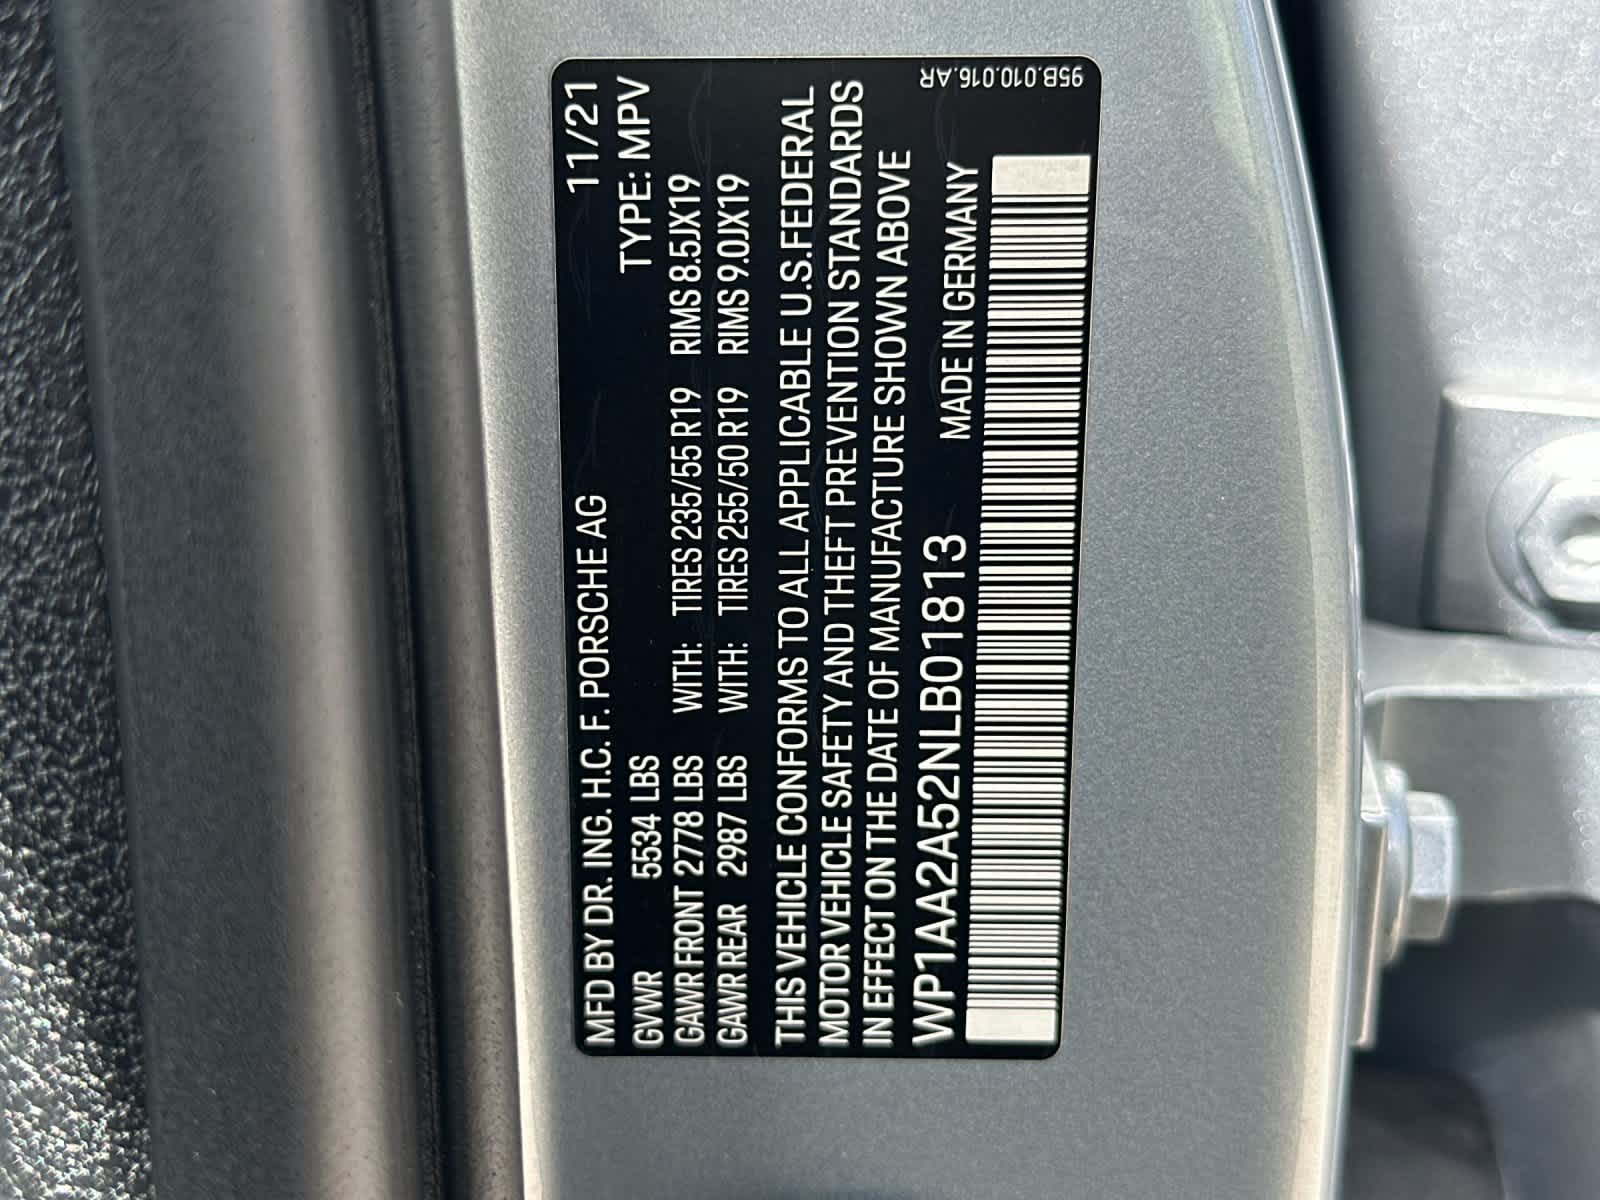 MFD BY DR. ING. H.C. F. PORSCHE AG 11/21
GVWR 5534 LBS TYPE: MPV
GAWR FRONT 2778 LBS WITH: TIRES 235/55 R19 RIMS 8.5JX19
GAWR REAR 2987 LBS WITH: TIRES 255/50 R19 RIMS 9.0JX19
THIS VEHICLE CONFORMS TO ALL APPLICABLE U.S. FEDERAL
MOTOR VEHICLE SAFETY AND THEFT PREVENTION STANDARDS
IN EFFECT ON THE DATE OF MANUFACTURE SHOWN ABOVE
WP1AA2A52NLB01813 MADE IN GERMANY
95B.010.016.AR